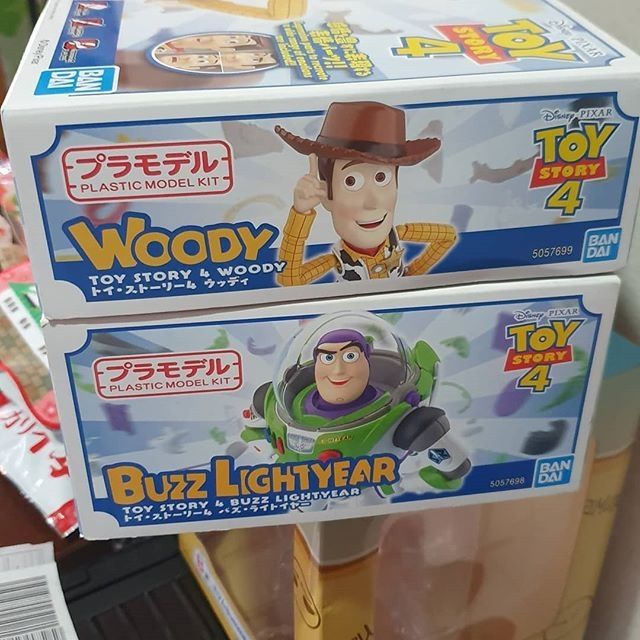 BAN
DAI
Disney PIXAR
TOY
STORY
4
プラモデル
PLASTIC MODEL KIT
Disney PIXAR
TOY
STORY
4
WOODY
TOY STORY 4 WOODY
トイ・ストーリー4 ウッディ
5057699
BAN
DAI
プラモデル
PLASTIC MODEL KIT
Disney PIXAR
TOY
STORY
4
BUZZ LIGHTYEAR
TOY STORY 4 BUZZ LIGHTYEAR
トイ・ストーリー4 バズ・ライトイヤー
5057698
BAN
DAI